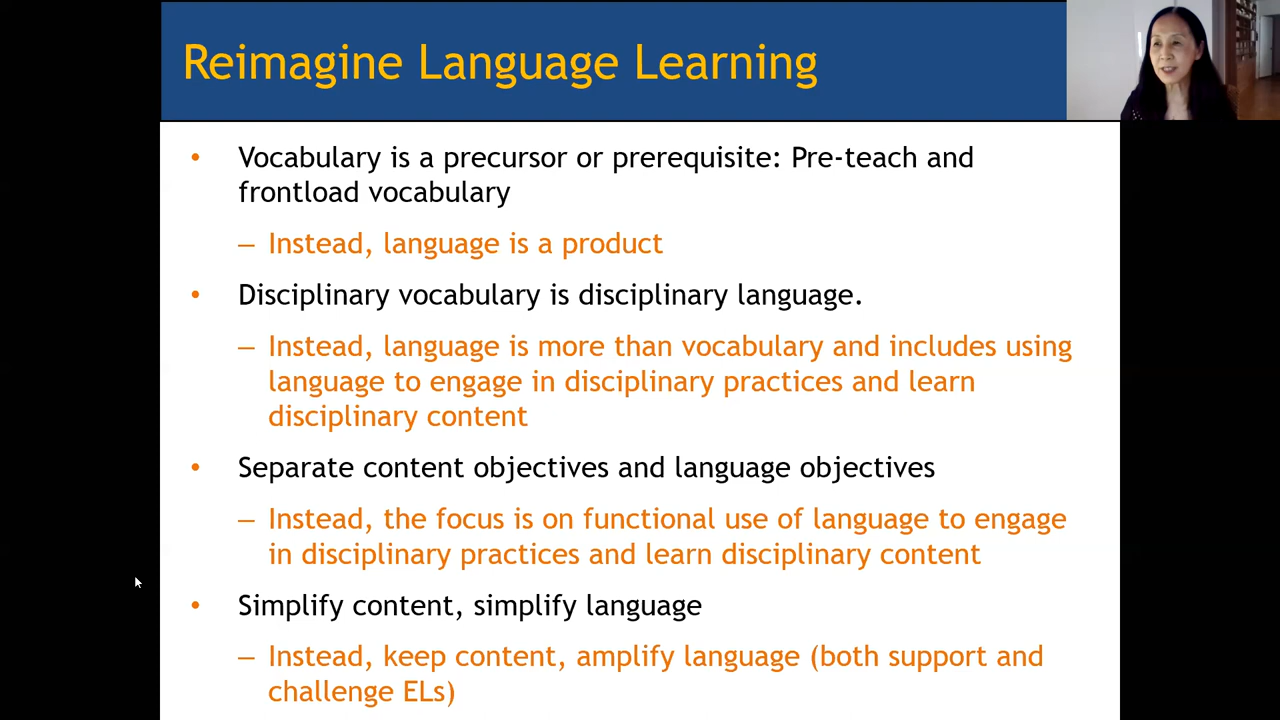 Reimagine Language Learning
• Vocabulary is a precursor or prerequisite: Pre-teach and
frontload vocabulary
– Instead, language is a product
• Disciplinary vocabulary is disciplinary language.
– Instead, language is more than vocabulary and includes using
language to engage in disciplinary practices and learn
disciplinary content
• Separate content objectives and language objectives
– Instead, the focus is on functional use of language to engage
in disciplinary practices and learn disciplinary content
• Simplify content, simplify language
– Instead, keep content, amplify language (both support and
challenge ELs)